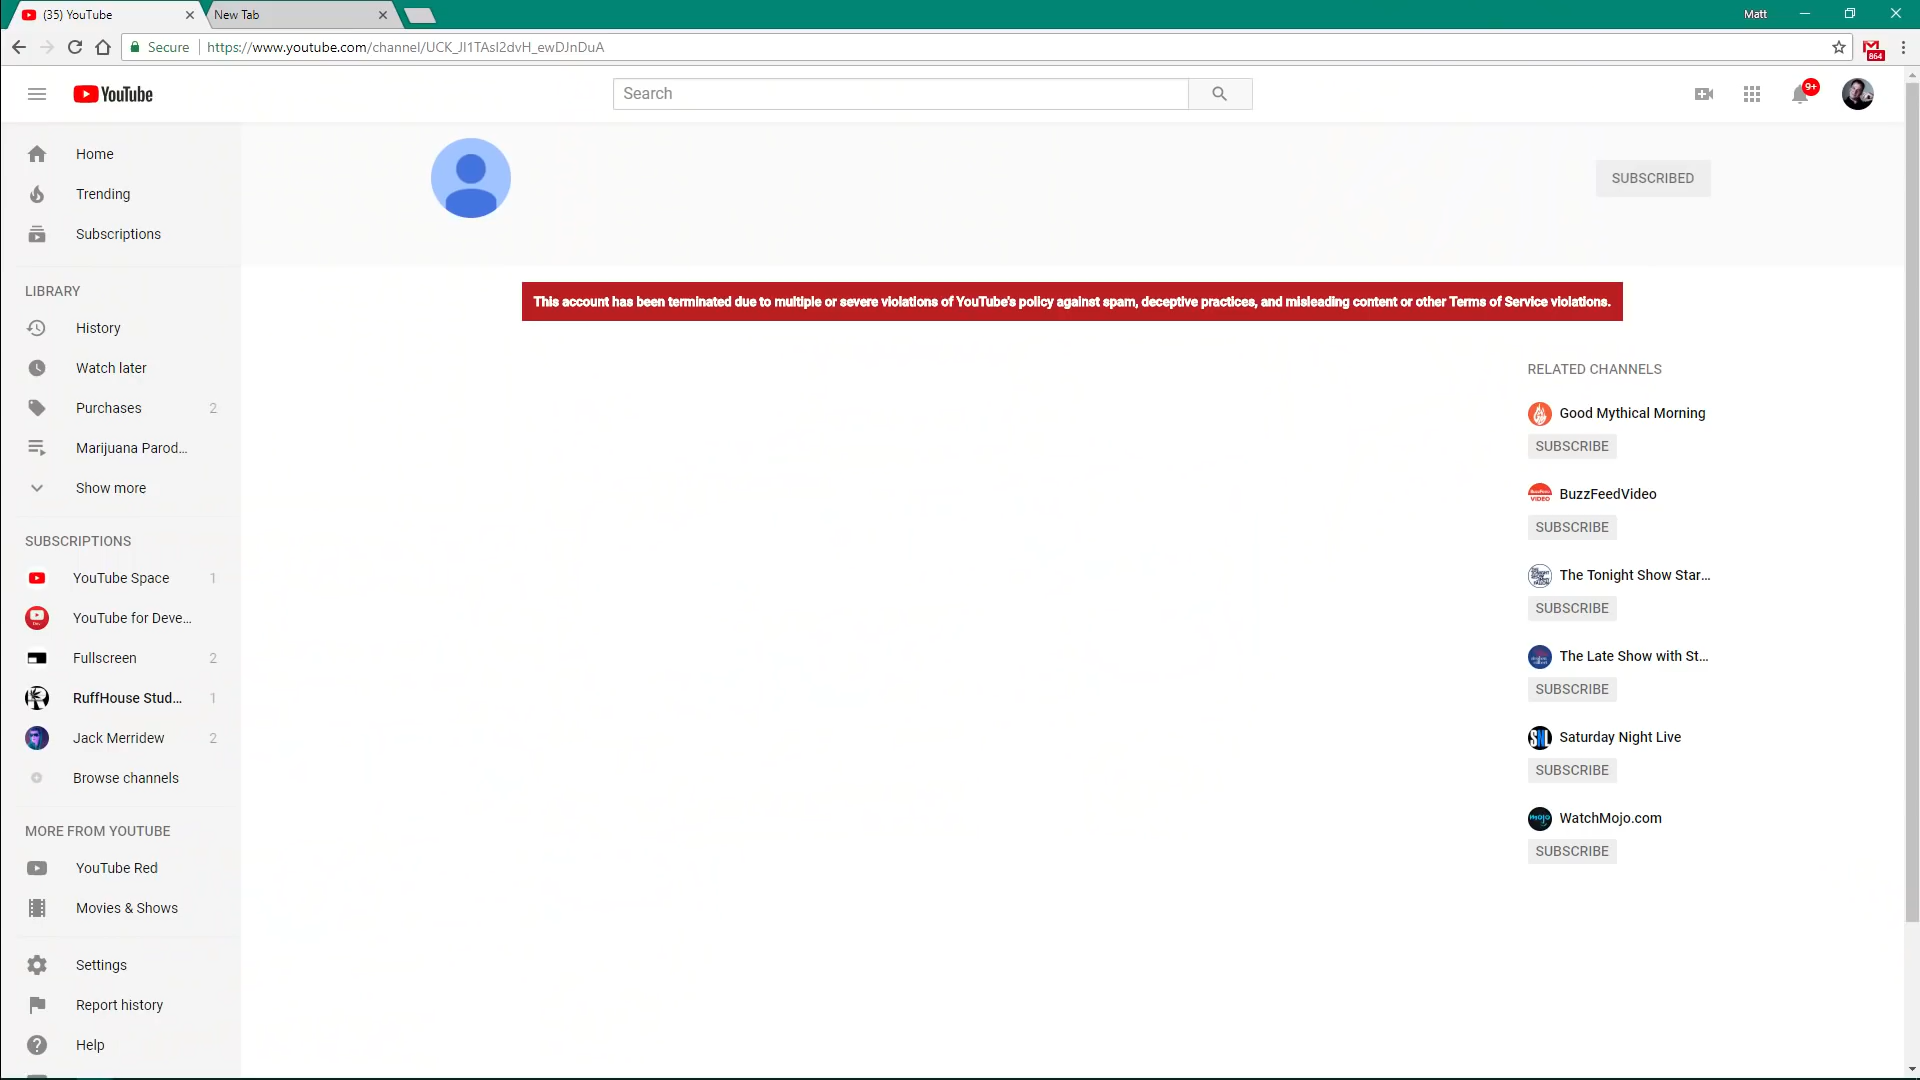 (35) YouTube
New Tab
Matt
Secure
https://www.youtube.com/channel/UCK_JI1TAsI2dvH_ewDJnDuA
864
YouTube
Search
9+
Home
Trending
Subscriptions
SUBSCRIBED
This account has been terminated due to multiple or severe violations of YouTube's policy against spam, deceptive practices, and misleading content or other Terms of Service violations.
LIBRARY
History
Watch later
Purchases 2
Marijuana Parod...
Show more
SUBSCRIPTIONS
YouTube Space 1
YouTube for Deve...
Fullscreen 2
RuffHouse Stud... 1
Jack Merridew 2
Browse channels
MORE FROM YOUTUBE
YouTube Red
Movies & Shows
Settings
Report history
Help
RELATED CHANNELS
Good Mythical Morning
SUBSCRIBE
BuzzFeedVideo
SUBSCRIBE
The Tonight Show Star...
SUBSCRIBE
The Late Show with St...
SUBSCRIBE
SNL
Saturday Night Live
SUBSCRIBE
mojo
WatchMojo.com
SUBSCRIBE